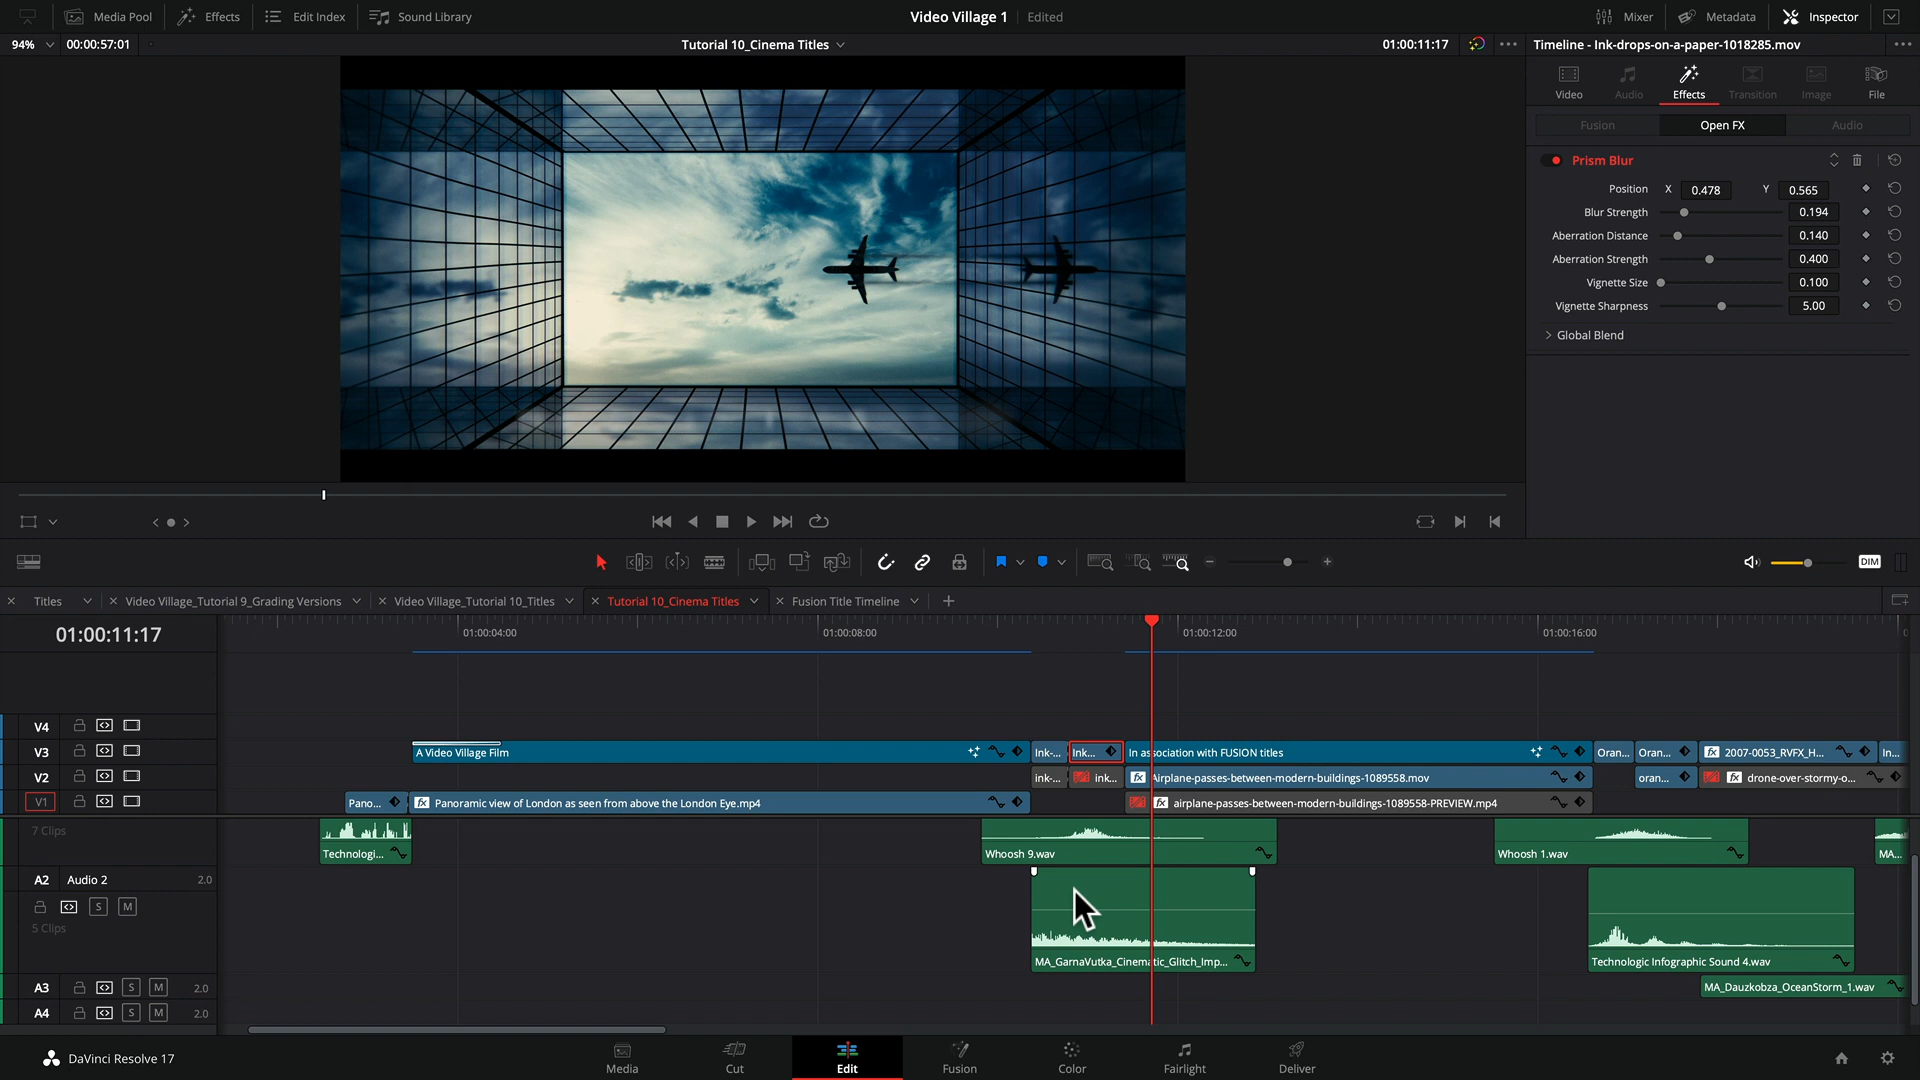 Media Pool
Effects
Edit Index
Sound Library
Video Village 1
Edited
Mixer
Metadata
Inspector
94%
00:00:57:01
Tutorial 10_Cinema Titles
01:00:11:17
Timeline - Ink-drops-on-a-paper-1018285.mov
Video
Audio
Effects
Transition
Image
File
Fusion
Open FX
Audio
Prism Blur
Position
X
0.478
Y
0.565
Blur Strength
0.194
Aberration Distance
0.140
Aberration Strength
0.400
Vignette Size
0.100
Vignette Sharpness
5.00
Global Blend
DIM
Titles
Video Village_Tutorial 9_Grading Versions
Video Village_Tutorial 10_Titles
Tutorial 10_Cinema Titles
Fusion Title Timeline
01:00:11:17
01:00:04:00
01:00:08:00
01:00:12:00
01:00:16:00
V4
V3
A Video Village Film
Ink-...
Ink...
In association with FUSION titles
Oran...
Oran...
2007-0053_RVFX_H...
In...
V2
ink-...
ink...
Airplane-passes-between-modern-buildings-1089558.mov
oran...
drone-over-stormy-o...
V1
Pano...
Panoramic view of London as seen from above the London Eye.mp4
airplane-passes-between-modern-buildings-1089558-PREVIEW.mp4
7 Clips
Technologi...
Whoosh 9.wav
Whoosh 1.wav
MA...
A2
Audio 2
2.0
S
M
5 Clips
MA_GarnaVutka_Cinematic_Glitch_Imp...
Technologic Infographic Sound 4.wav
A3
S
M
2.0
MA_Dauzkobza_OceanStorm_1.wav
A4
S
M
2.0
DaVinci Resolve 17
Media
Cut
Edit
Fusion
Color
Fairlight
Deliver